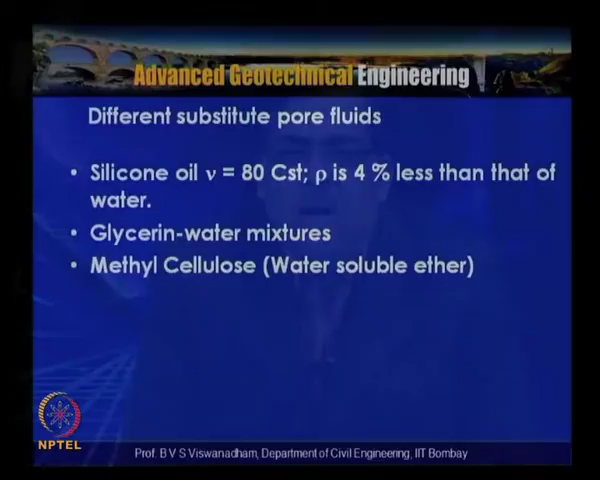 Advanced Geotechnical Engineering
Different substitute pore fluids
• Silicone oil ν = 80 Cst; ρ is 4 % less than that of
water.
• Glycerin-water mixtures
• Methyl Cellulose (Water soluble ether)
NPTEL
Prof. B V S Viswanadham, Department of Civil Engineering, IIT Bombay